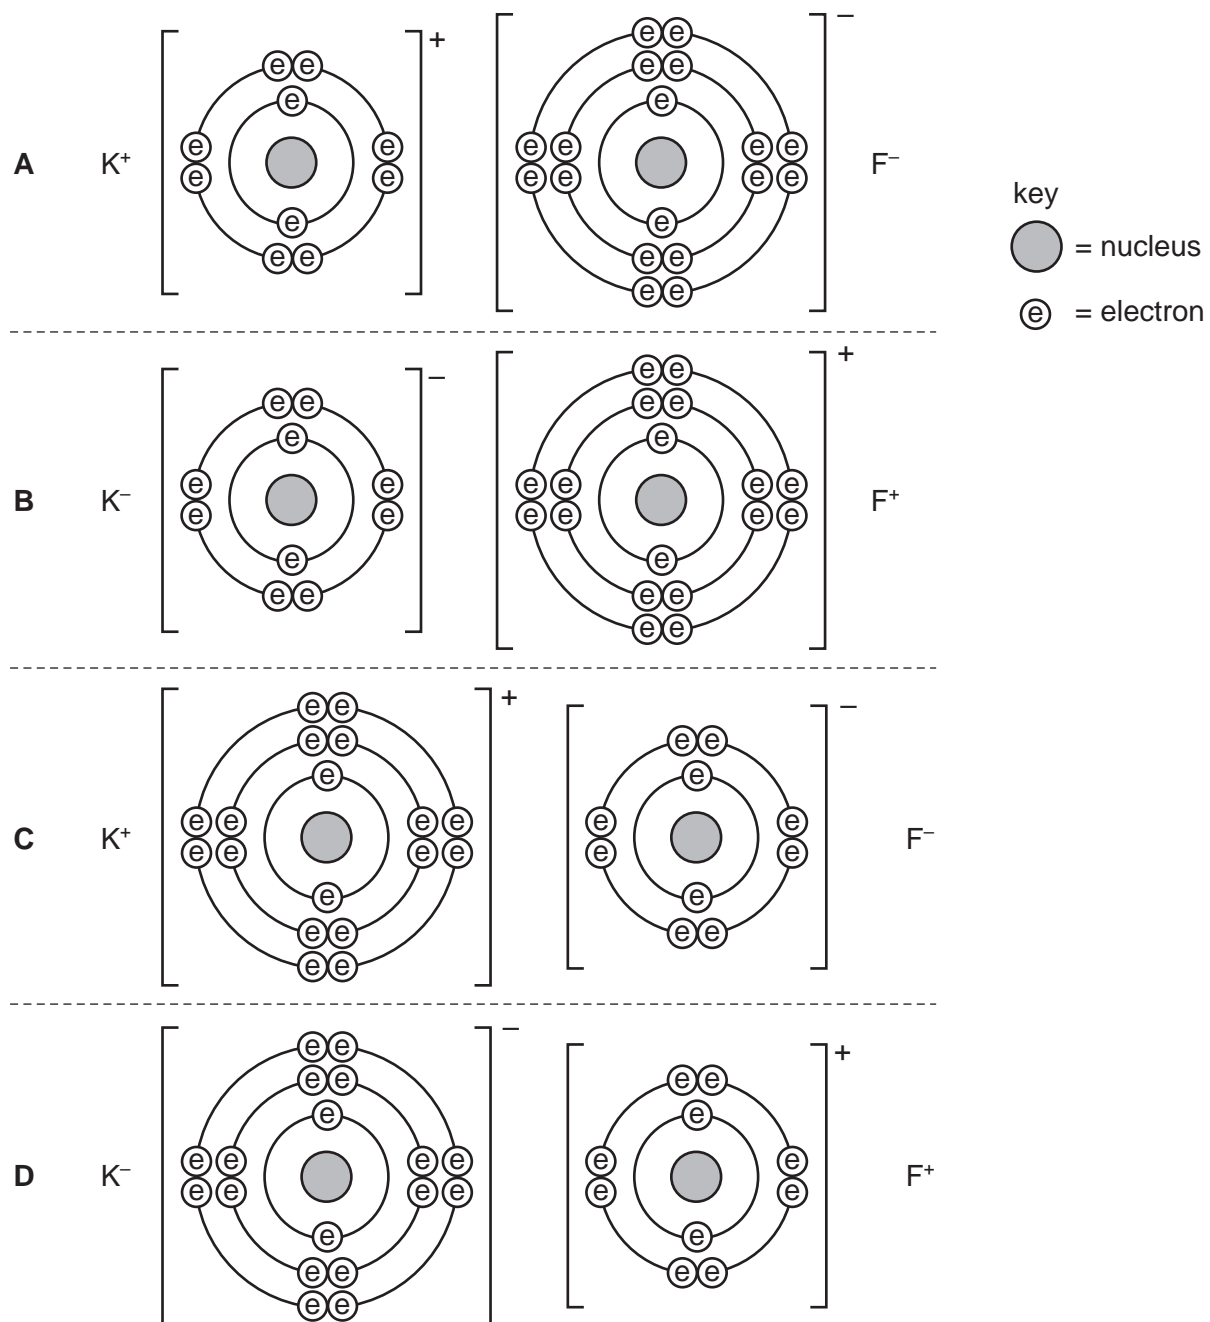 A K⁺ [ e e e e e e e e e e ]⁺ [ e e e e e e e e e e e e e e e e e e ]⁻ F⁻
key
= nucleus
e = electron
B K⁻ [ e e e e e e e e e e ]⁻ [ e e e e e e e e e e e e e e e e e e ]⁺ F⁺
C K⁺ [ e e e e e e e e e e e e e e e e e e ]⁺ [ e e e e e e e e e e ]⁻ F⁻
D K⁻ [ e e e e e e e e e e e e e e e e e e ]⁻ [ e e e e e e e e e e ]⁺ F⁺